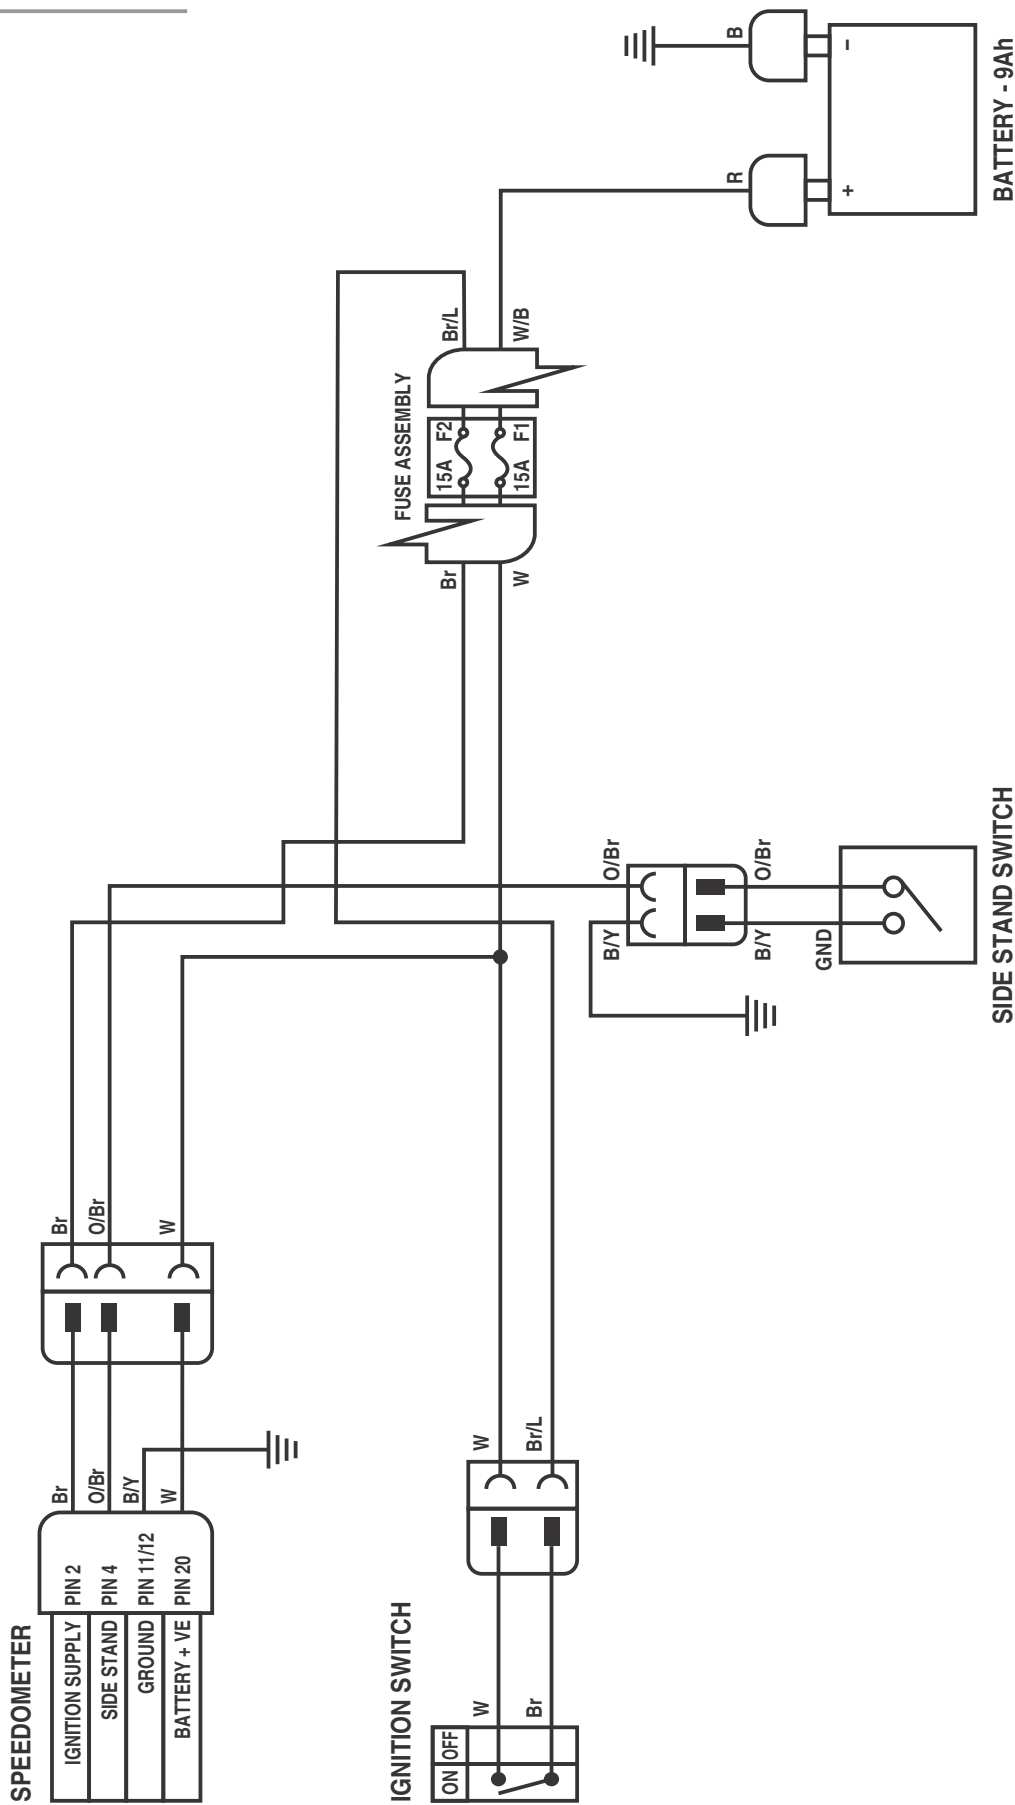 SPEEDOMETER
IGNITION SUPPLY PIN 2
SIDE STAND PIN 4
GROUND PIN 11/12
BATTERY + VE PIN 20
Br
O/Br
B/Y
W
Br
O/Br
W
IGNITION SWITCH
ON OFF
W
Br
W
Br/L
FUSE ASSEMBLY
15A F2
15A F1
Br
W
Br/L
W/B
B/Y
O/Br
B/Y
O/Br
GND
SIDE STAND SWITCH
R
B
+
–
BATTERY - 9Ah